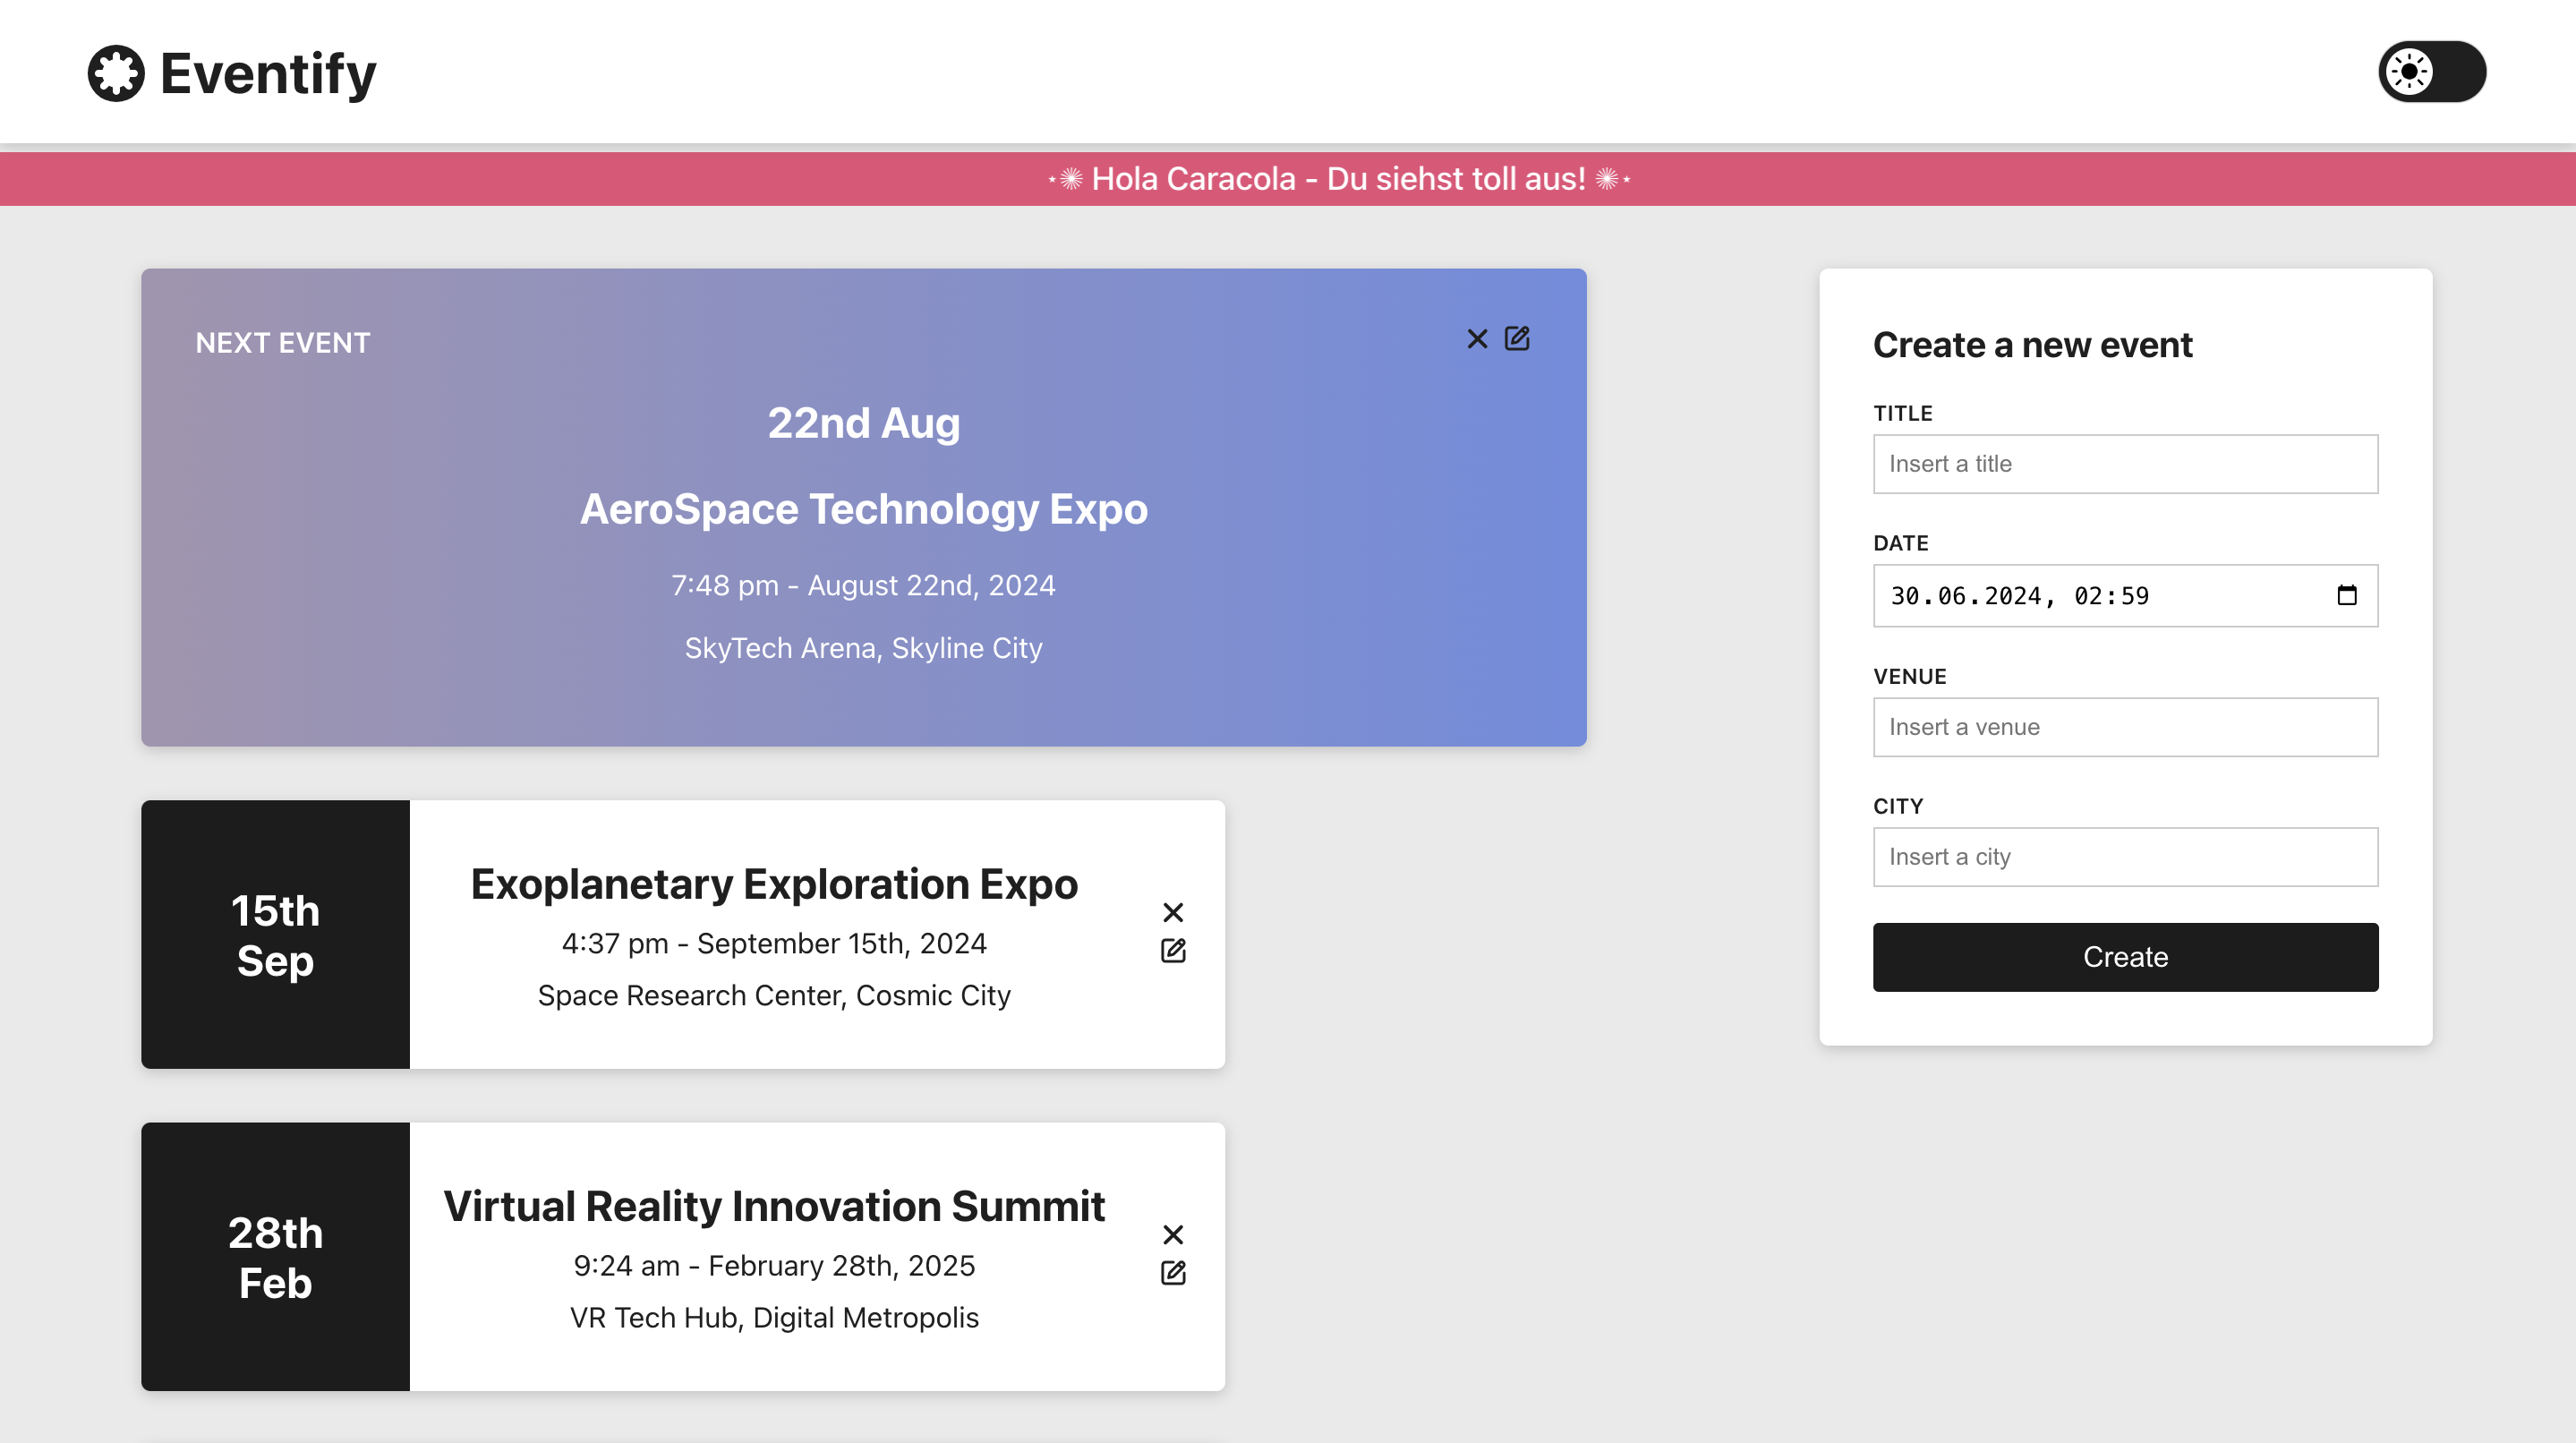 Eventify
⋆✺ Hola Caracola - Du siehst toll aus! ✺⋆
NEXT EVENT
22nd Aug
AeroSpace Technology Expo
7:48 pm - August 22nd, 2024
SkyTech Arena, Skyline City
15th
Sep
Exoplanetary Exploration Expo
4:37 pm - September 15th, 2024
Space Research Center, Cosmic City
28th
Feb
Virtual Reality Innovation Summit
9:24 am - February 28th, 2025
VR Tech Hub, Digital Metropolis
Create a new event
TITLE
Insert a title
DATE
30.06.2024, 02:59
VENUE
Insert a venue
CITY
Insert a city
Create